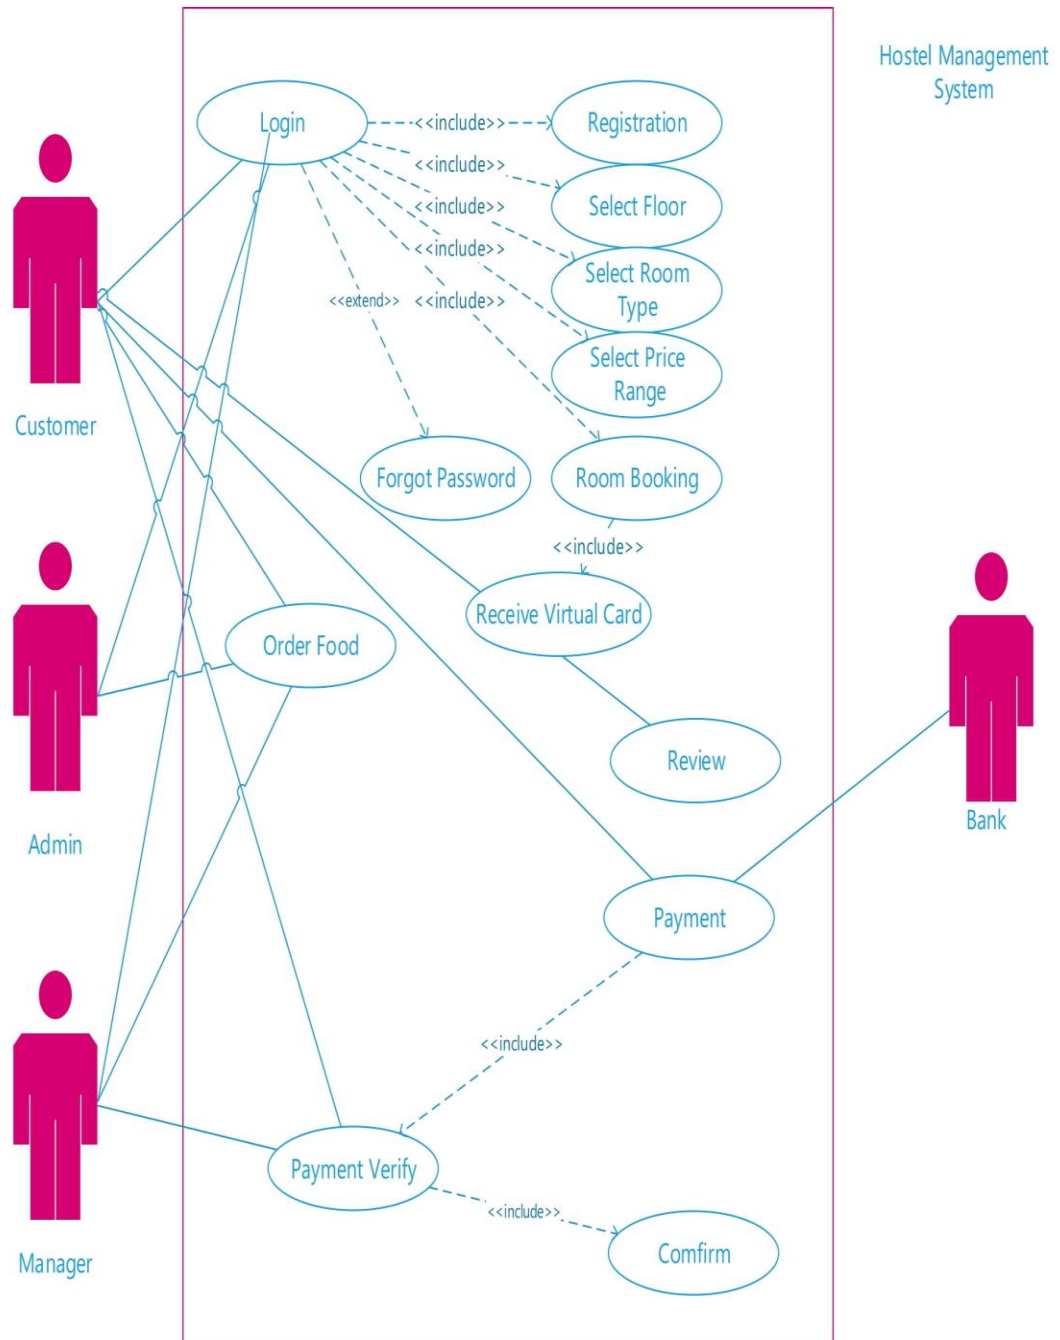 Hostel Management
System
Login
<<include>>
Registration
<<include>>
Select Floor
<<include>>
Select Room
Type
<<include>>
Select Price
Range
<<extend>>
<<include>>
Customer
Forgot Password
Room Booking
<<include>>
Receive Virtual Card
Order Food
Review
Bank
Admin
Payment
<<include>>
Payment Verify
<<include>>
Comfirm
Manager